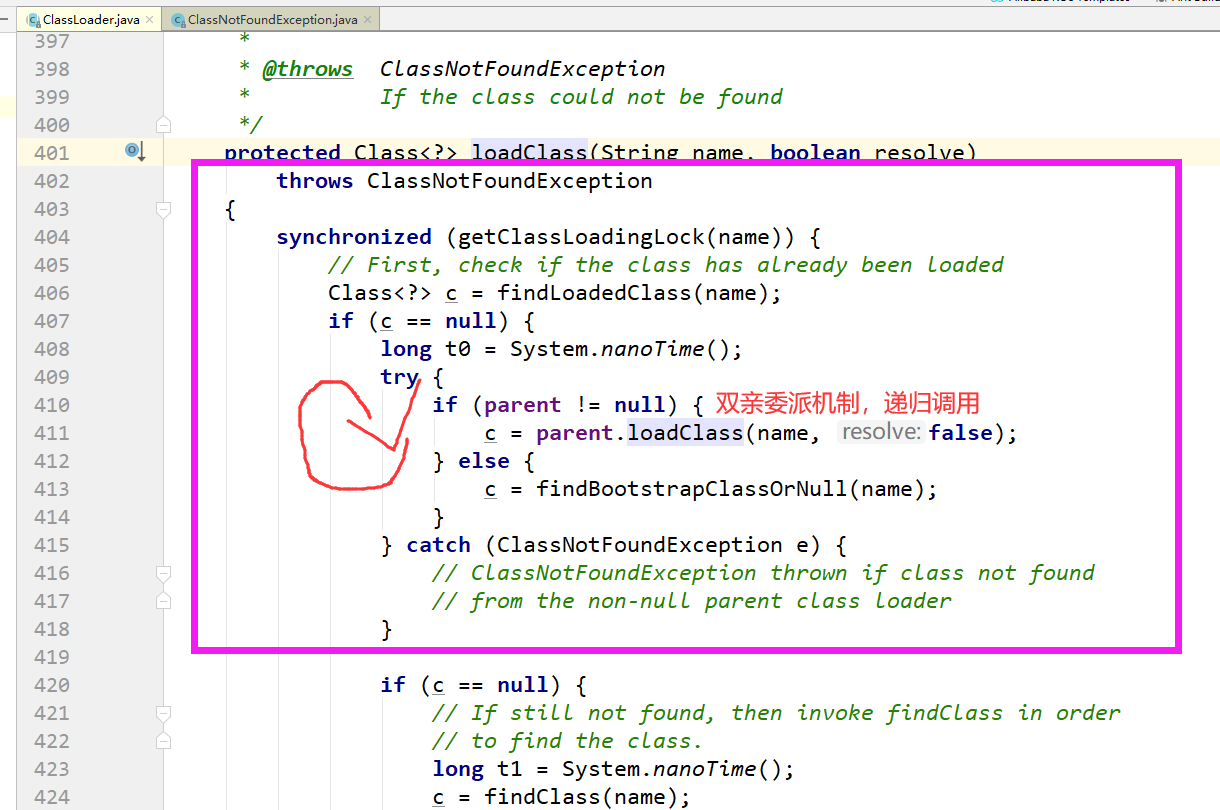 ClassLoader.java × ClassNotFoundException.java ×
397 *
398 * @throws ClassNotFoundException
399 * If the class could not be found
400 */
401 protected Class<?> loadClass(String name, boolean resolve)
402 throws ClassNotFoundException
403 {
404 synchronized (getClassLoadingLock(name)) {
405 // First, check if the class has already been loaded
406 Class<?> c = findLoadedClass(name);
407 if (c == null) {
408 long t0 = System.nanoTime();
409 try {
410 if (parent != null) { 双亲委派机制，递归调用
411 c = parent.loadClass(name, resolve: false);
412 } else {
413 c = findBootstrapClassOrNull(name);
414 }
415 } catch (ClassNotFoundException e) {
416 // ClassNotFoundException thrown if class not found
417 // from the non-null parent class loader
418 }
419
420 if (c == null) {
421 // If still not found, then invoke findClass in order
422 // to find the class.
423 long t1 = System.nanoTime();
424 c = findClass(name);